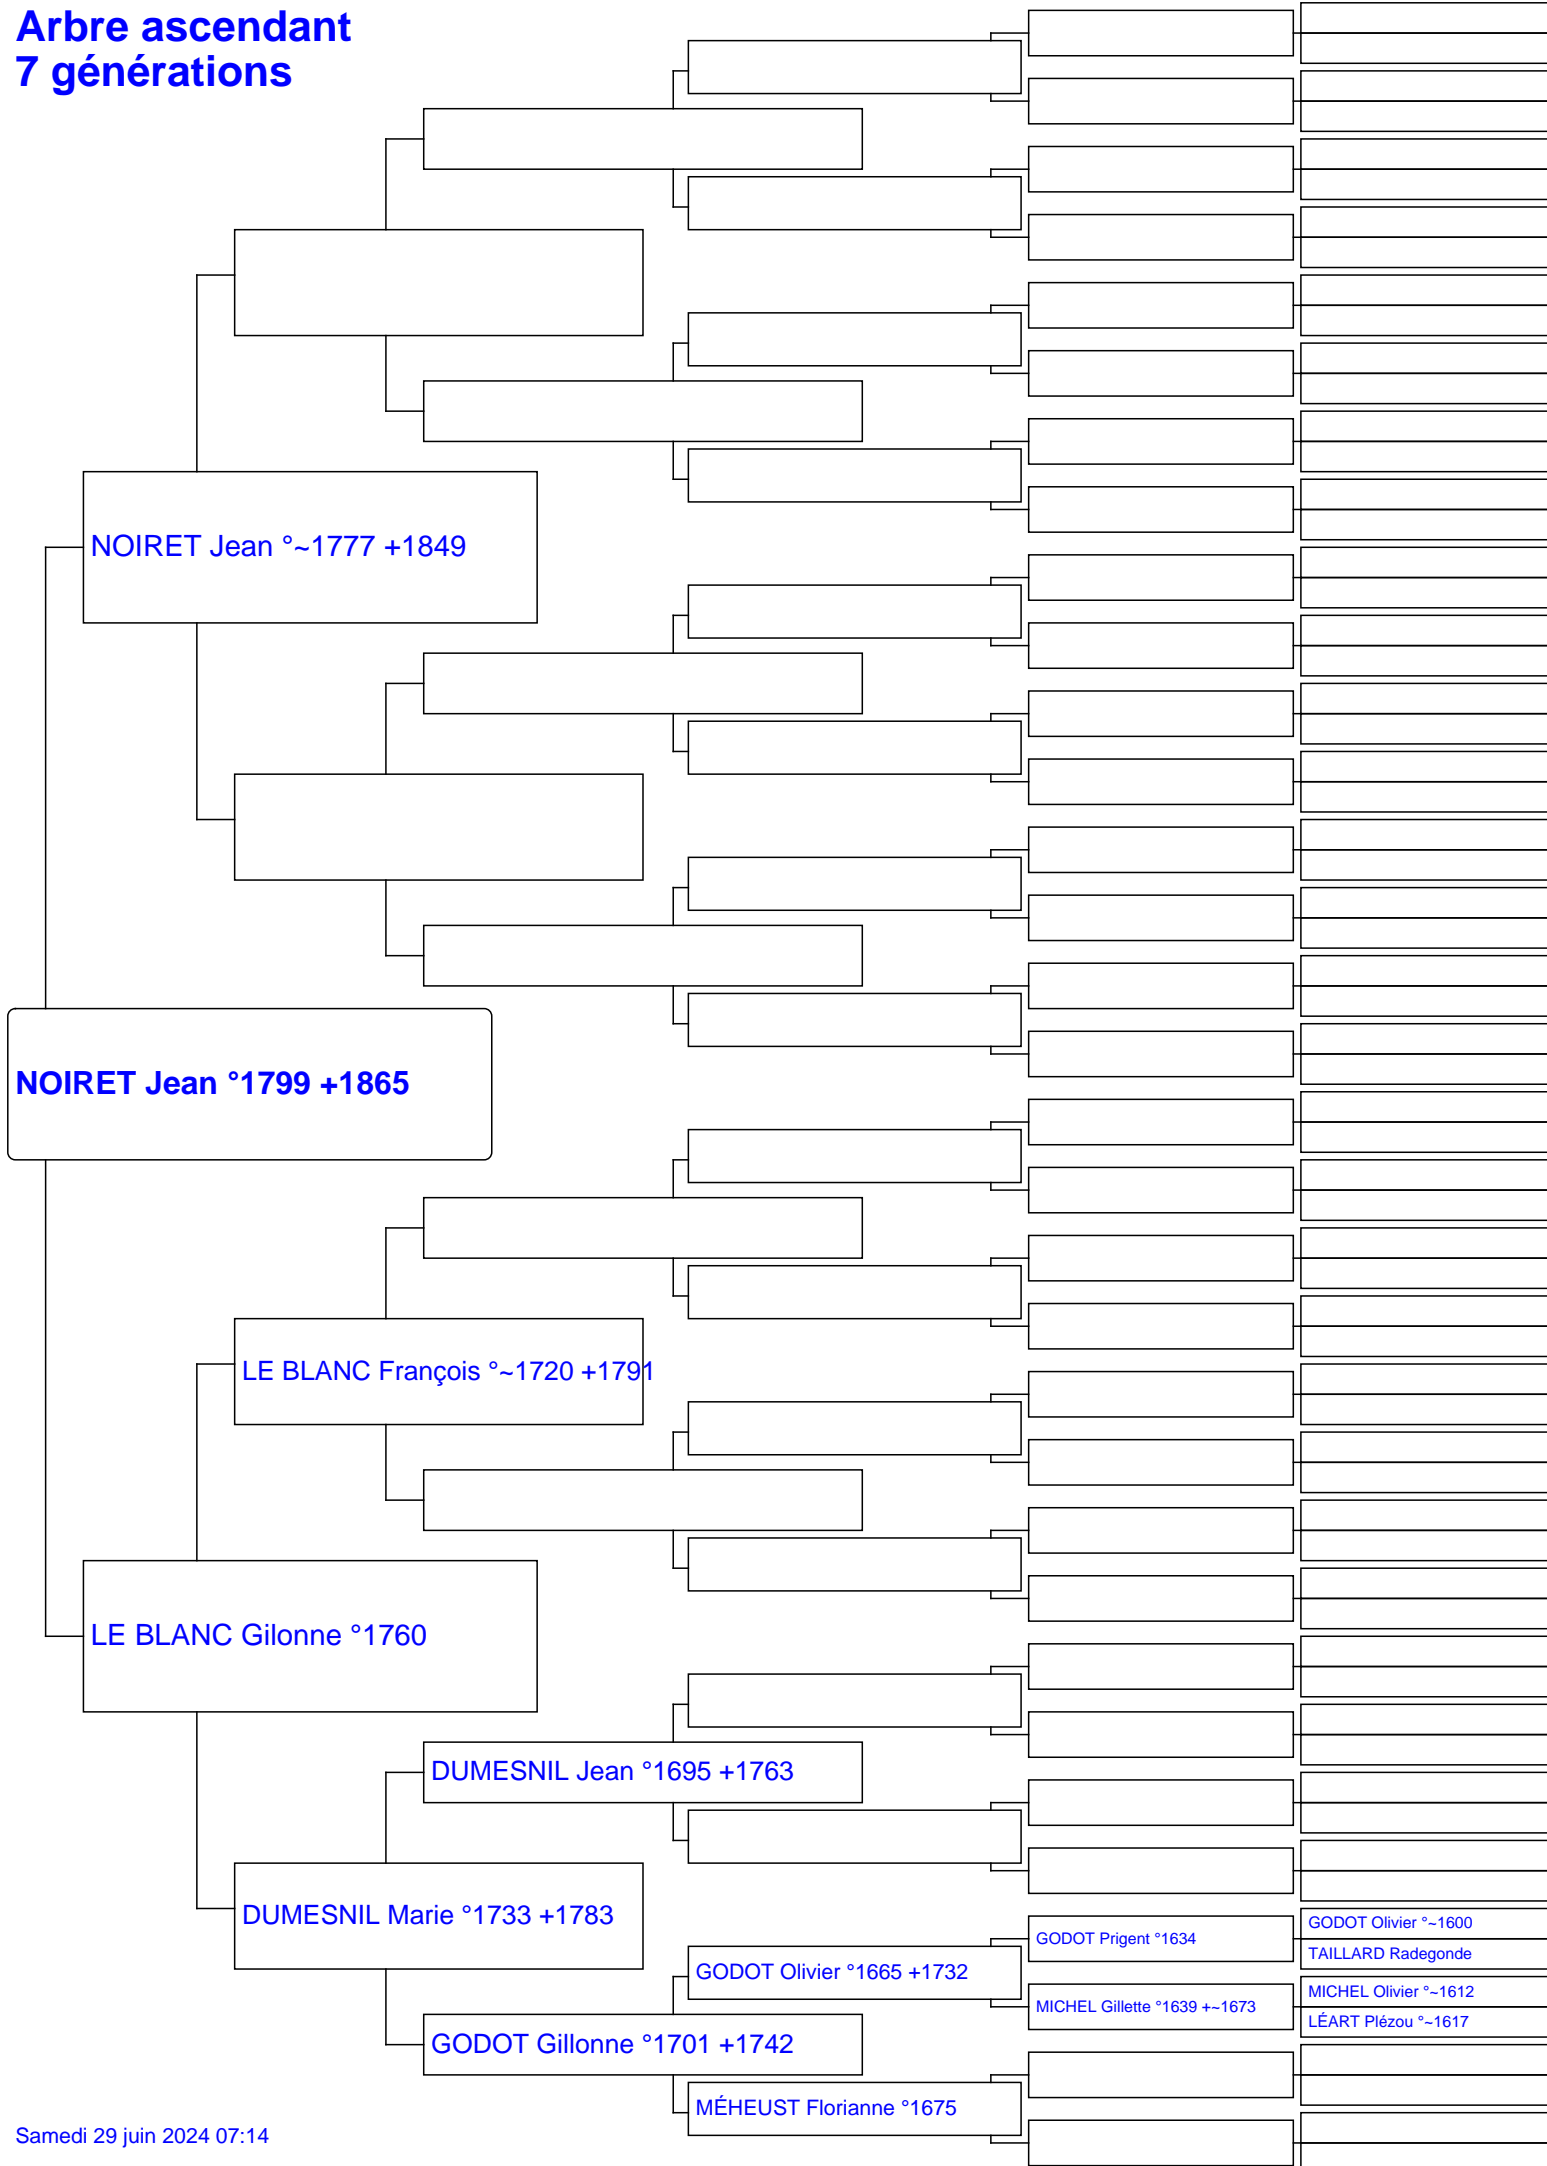 Arbre ascendant
7 générations
NOIRET Jean °~1777 +1849
NOIRET Jean °1799 +1865
LE BLANC François °~1720 +1791
LE BLANC Gilonne °1760
DUMESNIL Jean °1695 +1763
DUMESNIL Marie °1733 +1783
GODOT Olivier °~1600
GODOT Prigent °1634
TAILLARD Radegonde
GODOT Olivier °1665 +1732
MICHEL Olivier °~1612
MICHEL Gillette °1639 +~1673
LÉART Plézou °~1617
GODOT Gillonne °1701 +1742
MÉHEUST Florianne °1675
Samedi 29 juin 2024 07:14